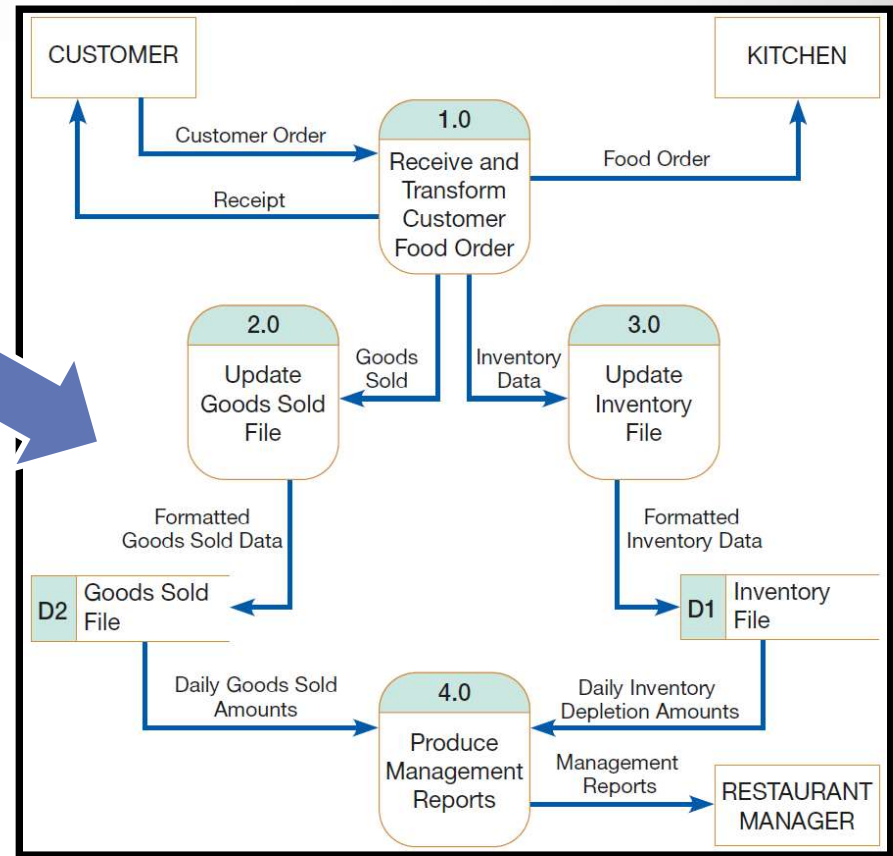 CUSTOMER
KITCHEN
1.0
Customer Order
Receive and
Transform
Customer
Food Order
Food Order
Receipt
2.0
3.0
Goods
Sold
Inventory
Data
Update
Goods Sold
File
Update
Inventory
File
Formatted
Goods Sold Data
Formatted
Inventory Data
D2
Goods Sold
File
D1
Inventory
File
Daily Goods Sold
Amounts
4.0
Daily Inventory
Depletion Amounts
Produce
Management
Reports
Management
Reports
RESTAURANT
MANAGER